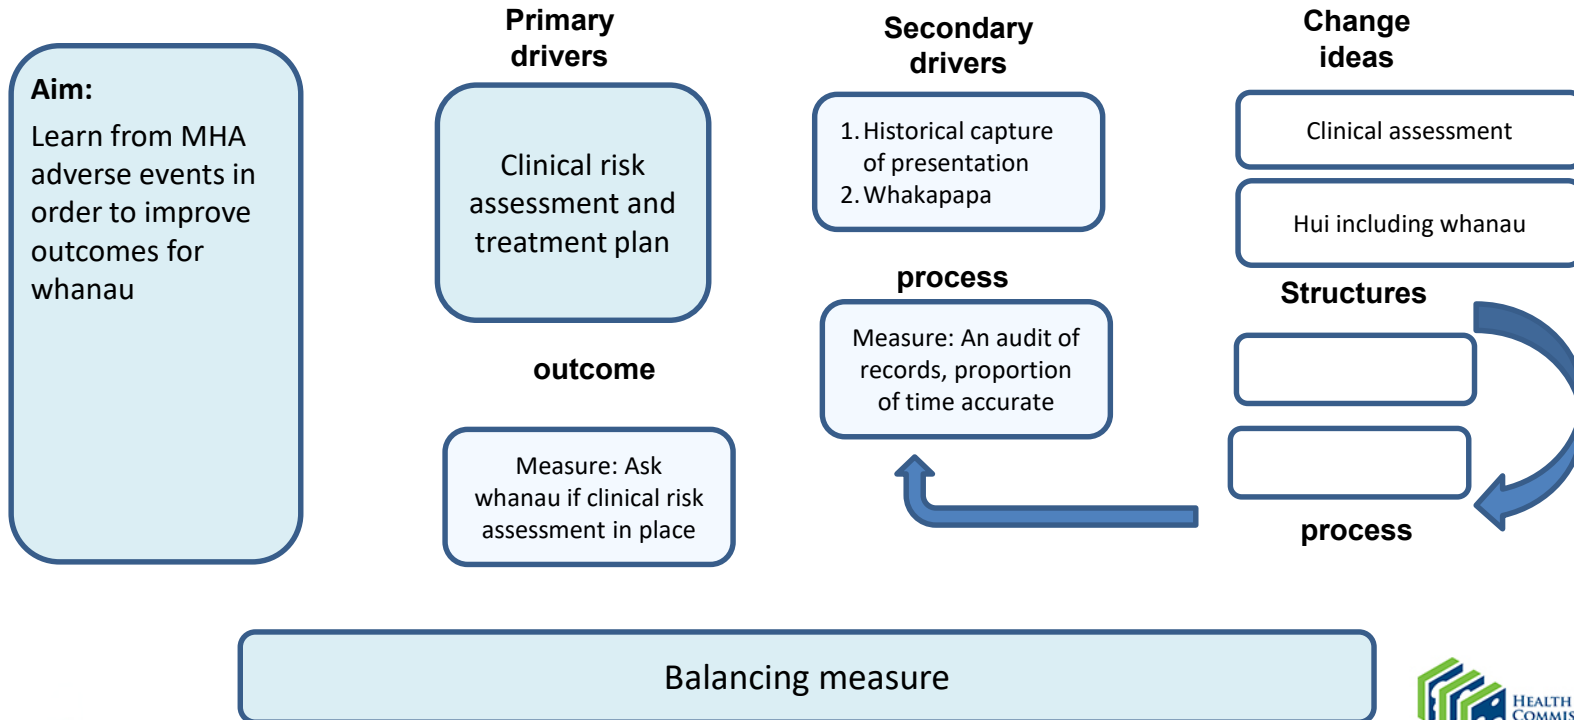 Aim:
Learn from MHA
adverse events in
order to improve
outcomes for
whanau
Primary
drivers
Clinical risk
assessment and
treatment plan
outcome
Measure: Ask
whanau if clinical risk
assessment in place
Secondary
drivers
1. Historical capture
of presentation
2. Whakapapa
process
Measure: An audit of
records, proportion
of time accurate
Change
ideas
Clinical assessment
Hui including whanau
Structures
process
Balancing measure
HEALTH